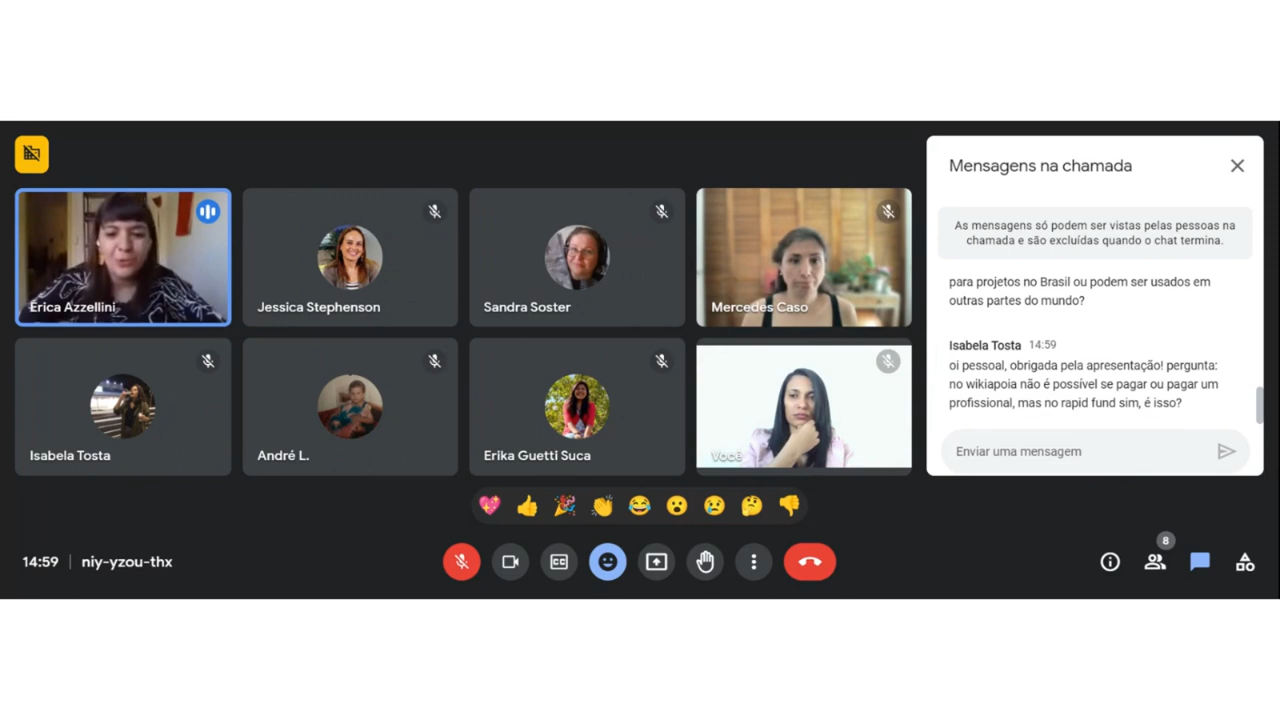 Mensagens na chamada
As mensagens só podem ser vistas pelas pessoas na
chamada e são excluídas quando o chat termina.
para projetos no Brasil ou podem ser usados em
outras partes do mundo?
Isabela Tosta 14:59
oi pessoal, obrigada pela apresentação! pergunta:
no wikiapoia não é possível se pagar ou pagar um
profissional, mas no rapid fund sim, é isso?
Enviar uma mensagem
Érica Azzellini
Jessica Stephenson
Sandra Soster
Mercedes Caso
Isabela Tosta
André L.
Erika Guetti Suca
Você
14:59 | niy-yzou-thx
CC
8